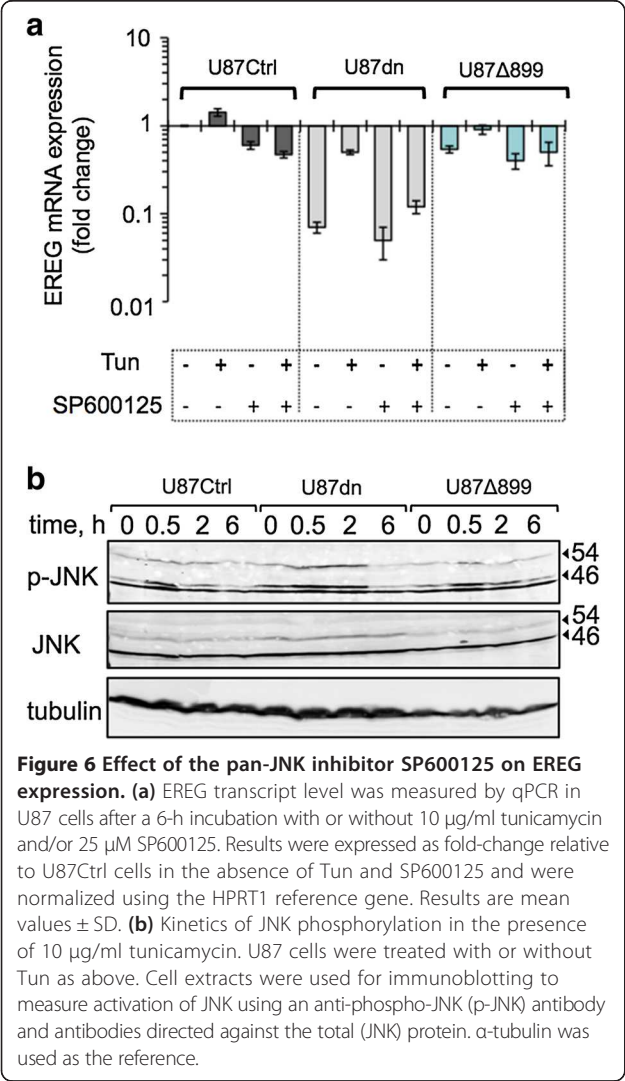 a
10
1
0.1
0.01
EREG mRNA expression
(fold change)
U87Ctrl U87dn U87Δ899
Tun - + - + - + - + - + - +
SP600125 - - + + - - + + - - + +
b
U87Ctrl U87dn U87Δ899
time, h 0 0.5 2 6 0 0.5 2 6 0 0.5 2 6
p-JNK
54
46
JNK
54
46
tubulin
Figure 6 Effect of the pan-JNK inhibitor SP600125 on EREG
expression. (a) EREG transcript level was measured by qPCR in
U87 cells after a 6-h incubation with or without 10 μg/ml tunicamycin
and/or 25 μM SP600125. Results were expressed as fold-change relative
to U87Ctrl cells in the absence of Tun and SP600125 and were
normalized using the HPRT1 reference gene. Results are mean
values ± SD. (b) Kinetics of JNK phosphorylation in the presence
of 10 μg/ml tunicamycin. U87 cells were treated with or without
Tun as above. Cell extracts were used for immunoblotting to
measure activation of JNK using an anti-phospho-JNK (p-JNK) antibody
and antibodies directed against the total (JNK) protein. α-tubulin was
used as the reference.